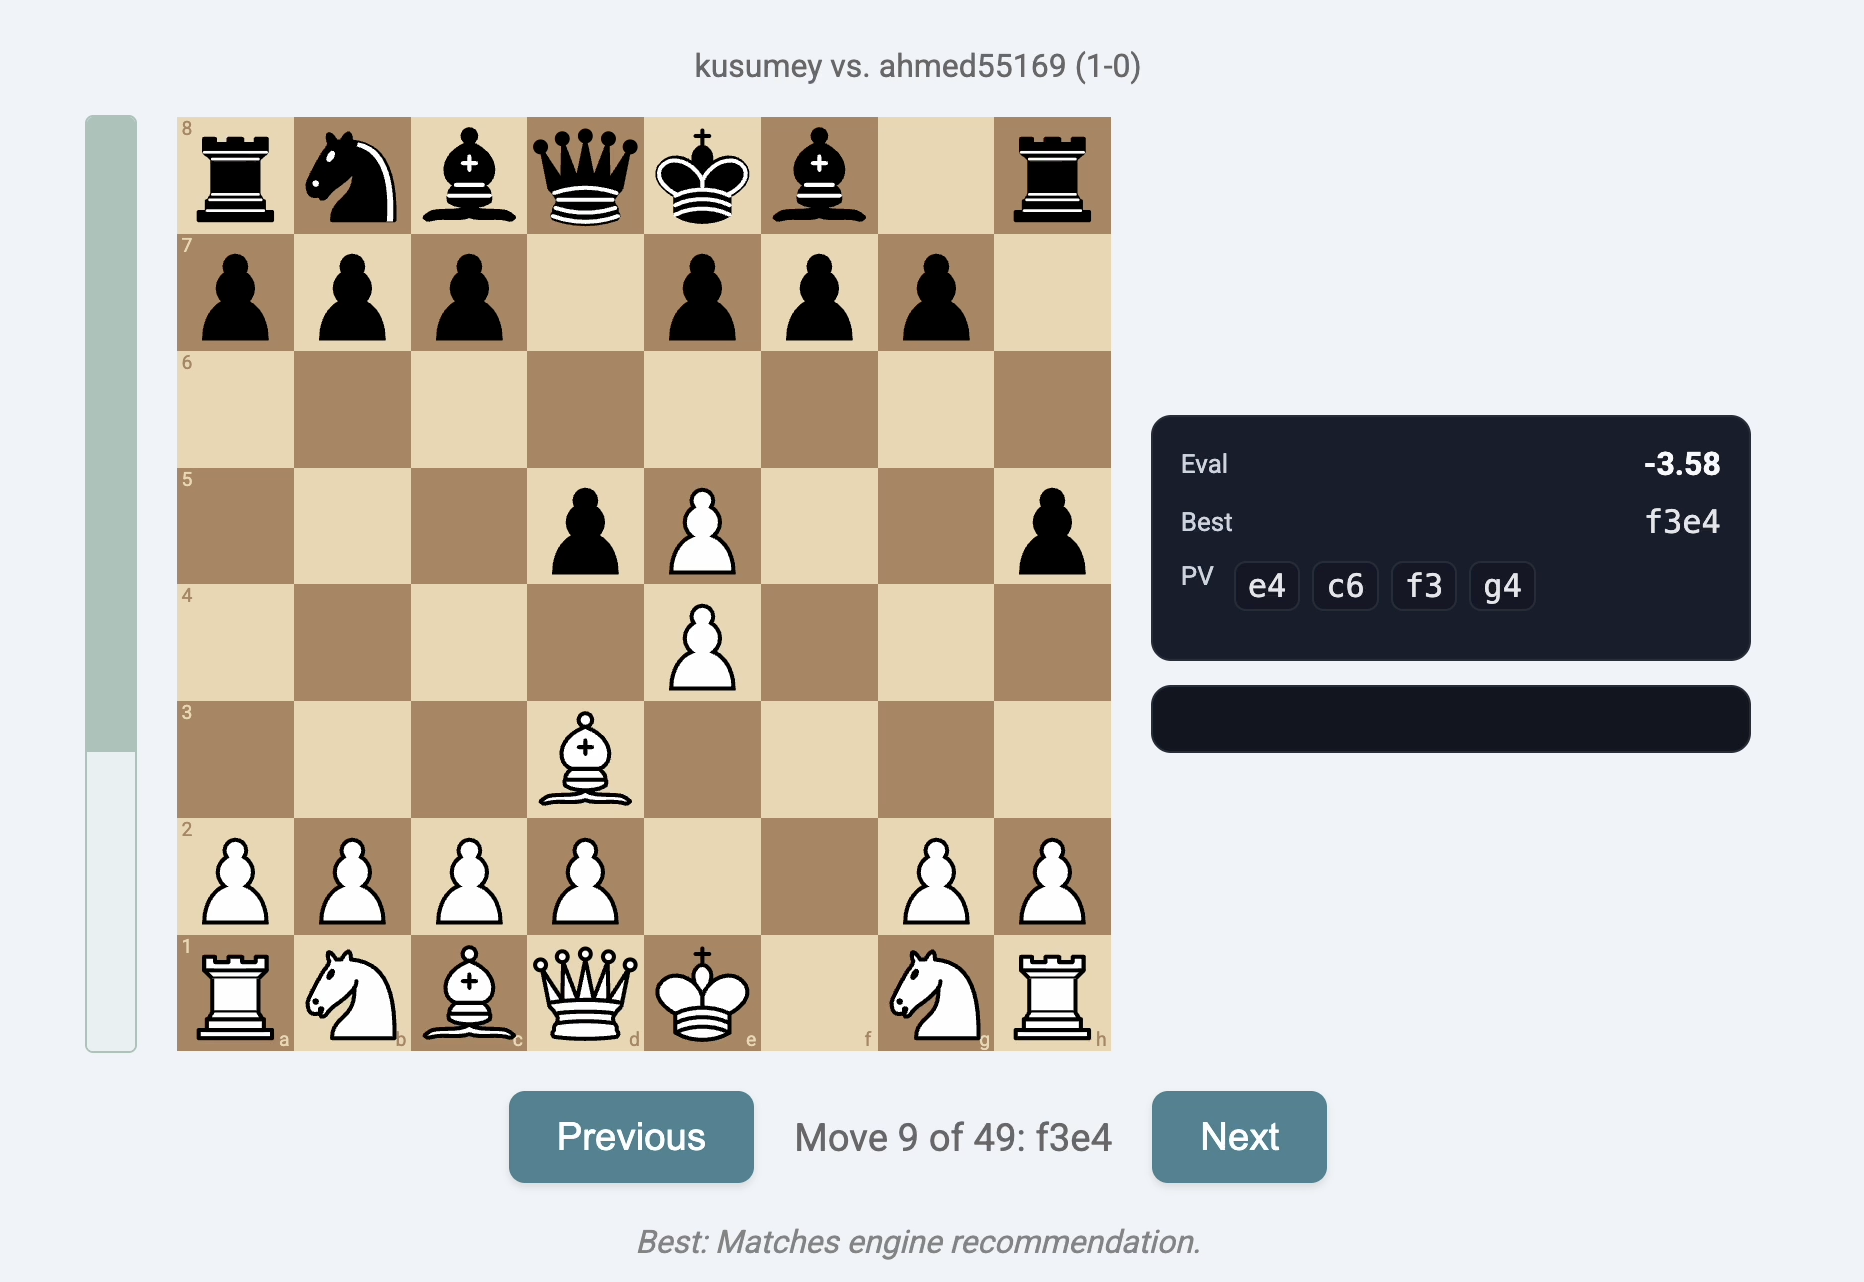 kusumey vs. ahmed55169 (1-0)
8
7
6
5
4
3
2
1
a b c d e f g h
Eval -3.58
Best f3e4
PV e4 c6 f3 g4
Previous Move 9 of 49: f3e4 Next
Best: Matches engine recommendation.